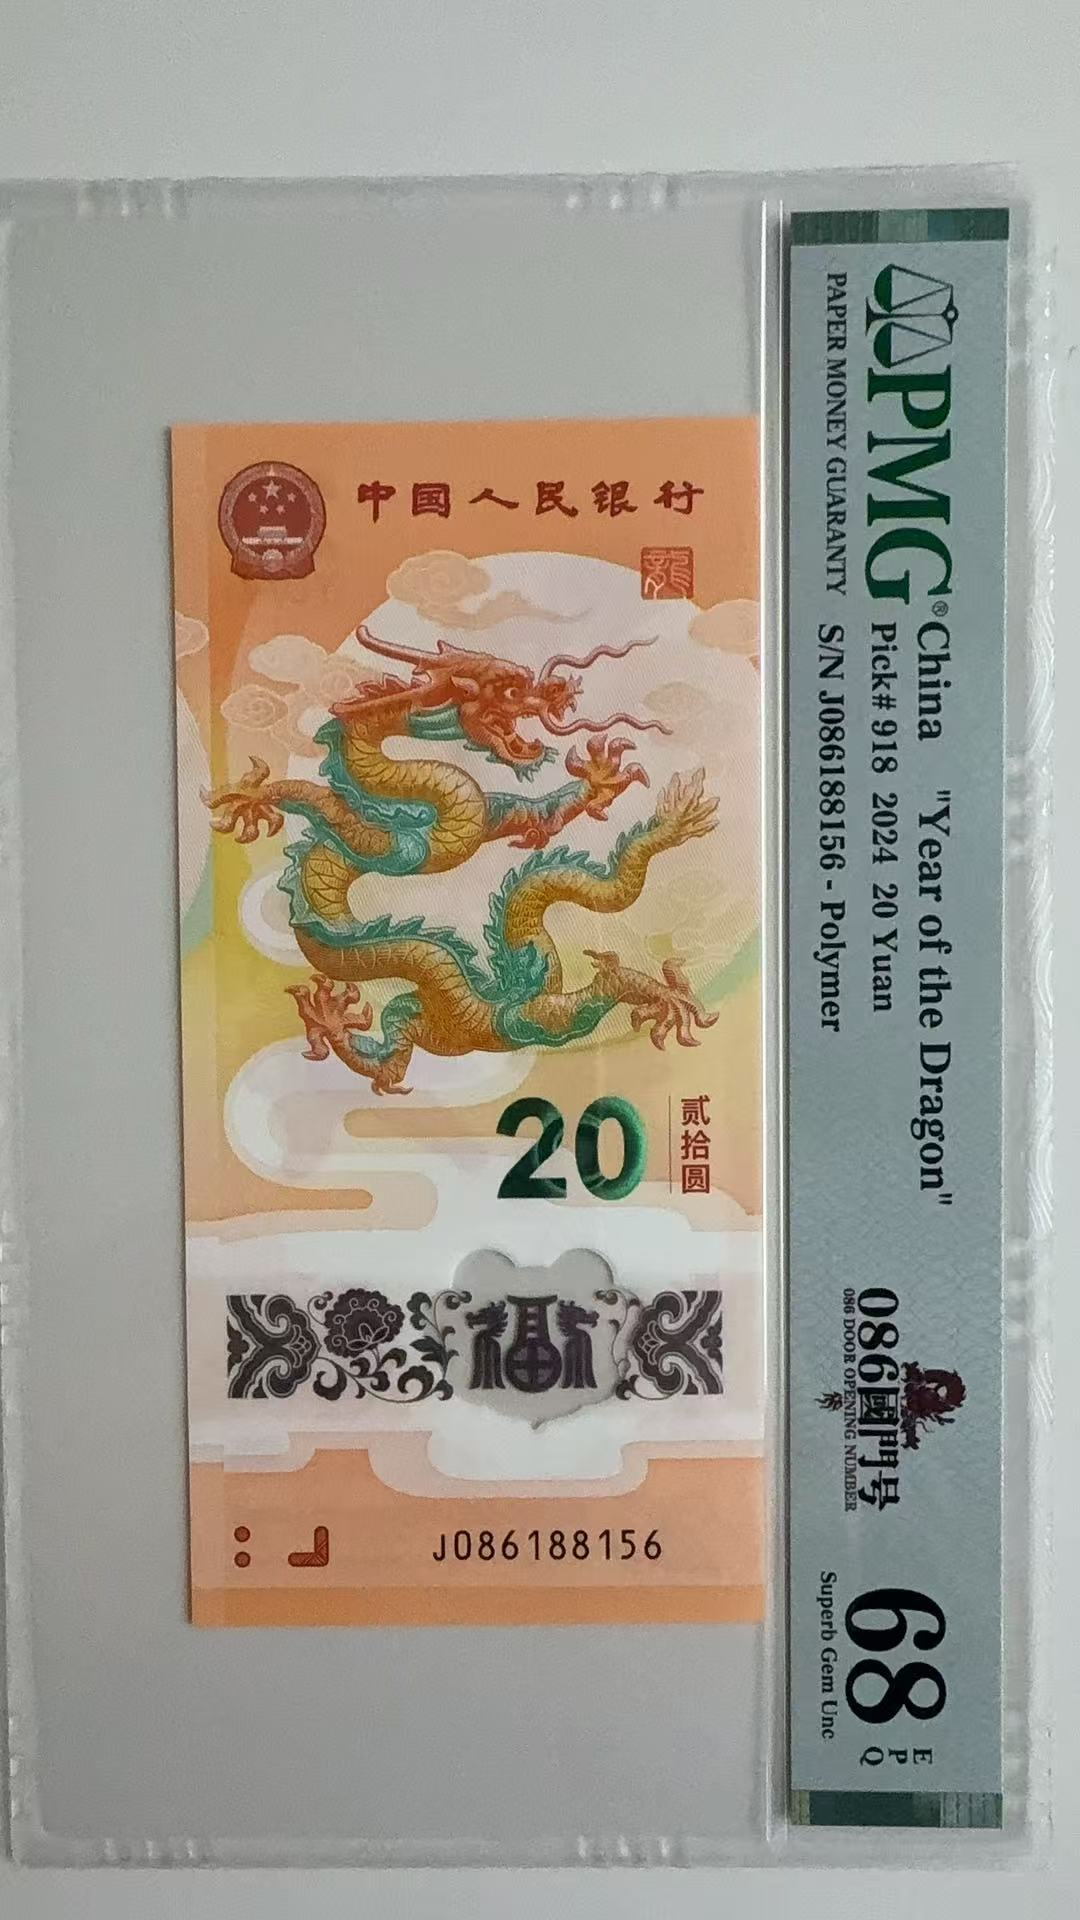 中国人民银行
龍
20
贰拾圆
福
J086188156
PMG®
PAPER MONEY GUARANTY
China "Year of the Dragon"
Pick# 918 2024 20 Yuan
S/N J086188156 - Polymer
086國門号
086 DOOR OPENING NUMBER
68 EPQ
Superb Gem Unc